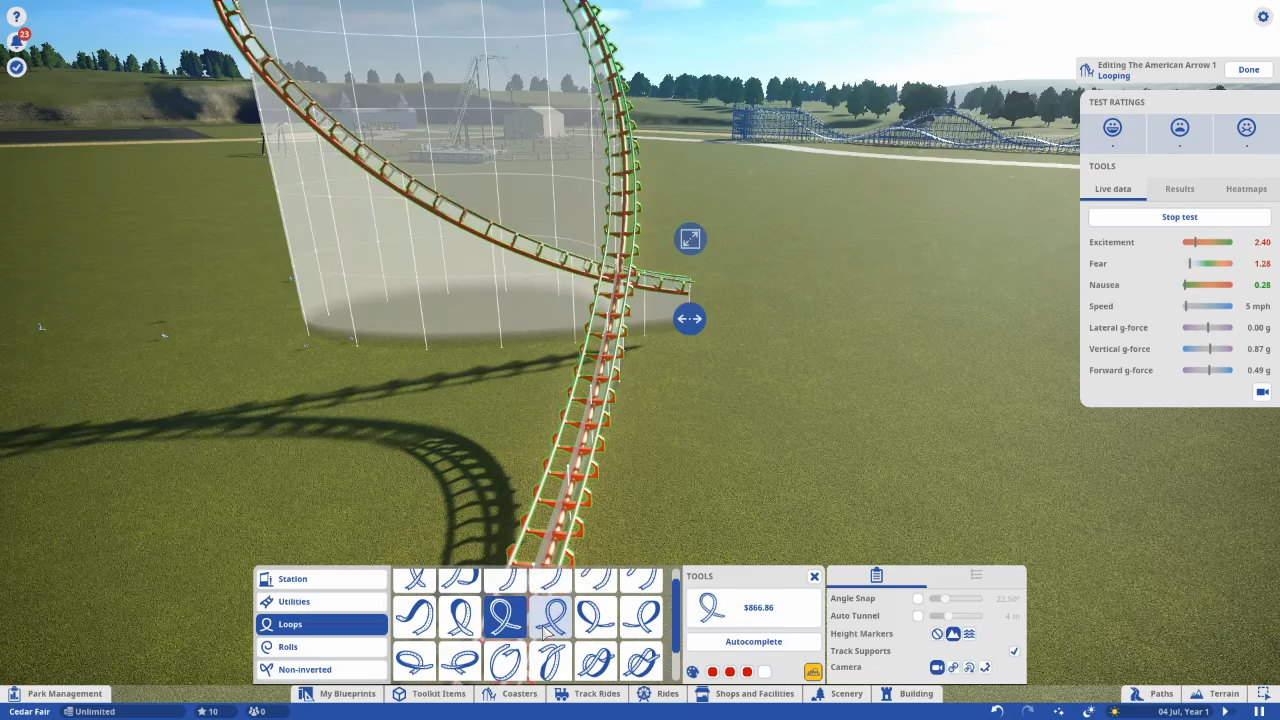 ?
23
Editing The American Arrow 1
Looping
Done
TEST RATINGS
TOOLS
Live data Results Heatmaps
Stop test
Excitement 2.40
Fear 1.28
Nausea 0.28
Speed 5 mph
Lateral g-force 0.00 g
Vertical g-force 0.87 g
Forward g-force 0.49 g
Station
Utilities
Loops
Rolls
Non-inverted
TOOLS
$866.86
Autocomplete
Angle Snap 22.50°
Auto Tunnel 4 m
Height Markers
Track Supports
Camera
Park Management My Blueprints Toolkit Items Coasters Track Rides Rides Shops and Facilities Scenery Building Paths Terrain
Cedar Fair Unlimited 10 0 04 Jul, Year 1